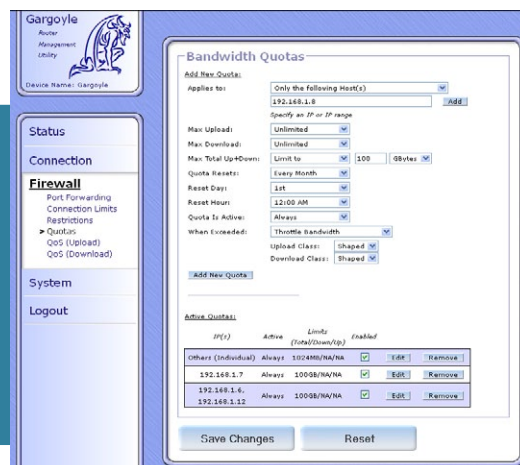 Gargoyle
Router
Management
Utility
Device Name: Gargoyle
Status
Connection
Firewall
Port Forwarding
Connection Limits
Restrictions
> Quotas
QoS (Upload)
QoS (Download)
System
Logout
Bandwidth Quotas
Add New Quota:
Applies to: Only the following Host(s)
192.168.1.8 Add
Specify an IP or IP range
Max Upload: Unlimited
Max Download: Unlimited
Max Total Up+Down: Limit to 100 GBytes
Quota Resets: Every Month
Reset Day: 1st
Reset Hour: 12:00 AM
Quota Is Active: Always
When Exceeded: Throttle Bandwidth
Upload Class: Shaped
Download Class: Shaped
Add New Quota
Active Quotas:
IP(s) Active Limits (Total/Down/Up) Enabled
Others (Individual) Always 1024MB/NA/NA Edit Remove
192.168.1.7 Always 100GB/NA/NA Edit Remove
192.168.1.6, 192.168.1.12 Always 100GB/NA/NA Edit Remove
Save Changes Reset